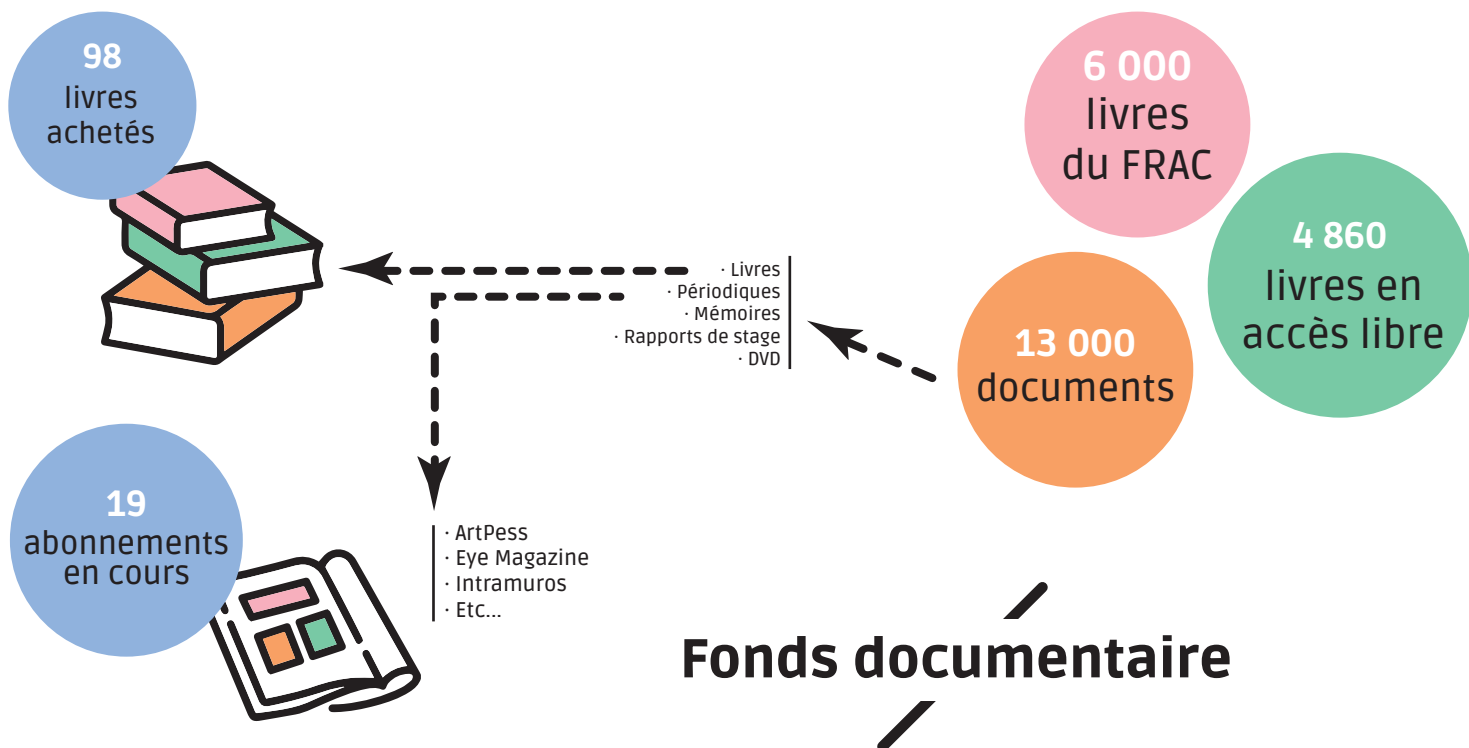 98
livres
achetés
6 000
livres
du FRAC
4 860
livres en
accès libre
13 000
documents
· Livres
· Périodiques
· Mémoires
· Rapports de stage
· DVD
19
abonnements
en cours
· ArtPess
· Eye Magazine
· Intramuros
· Etc...
Fonds documentaire